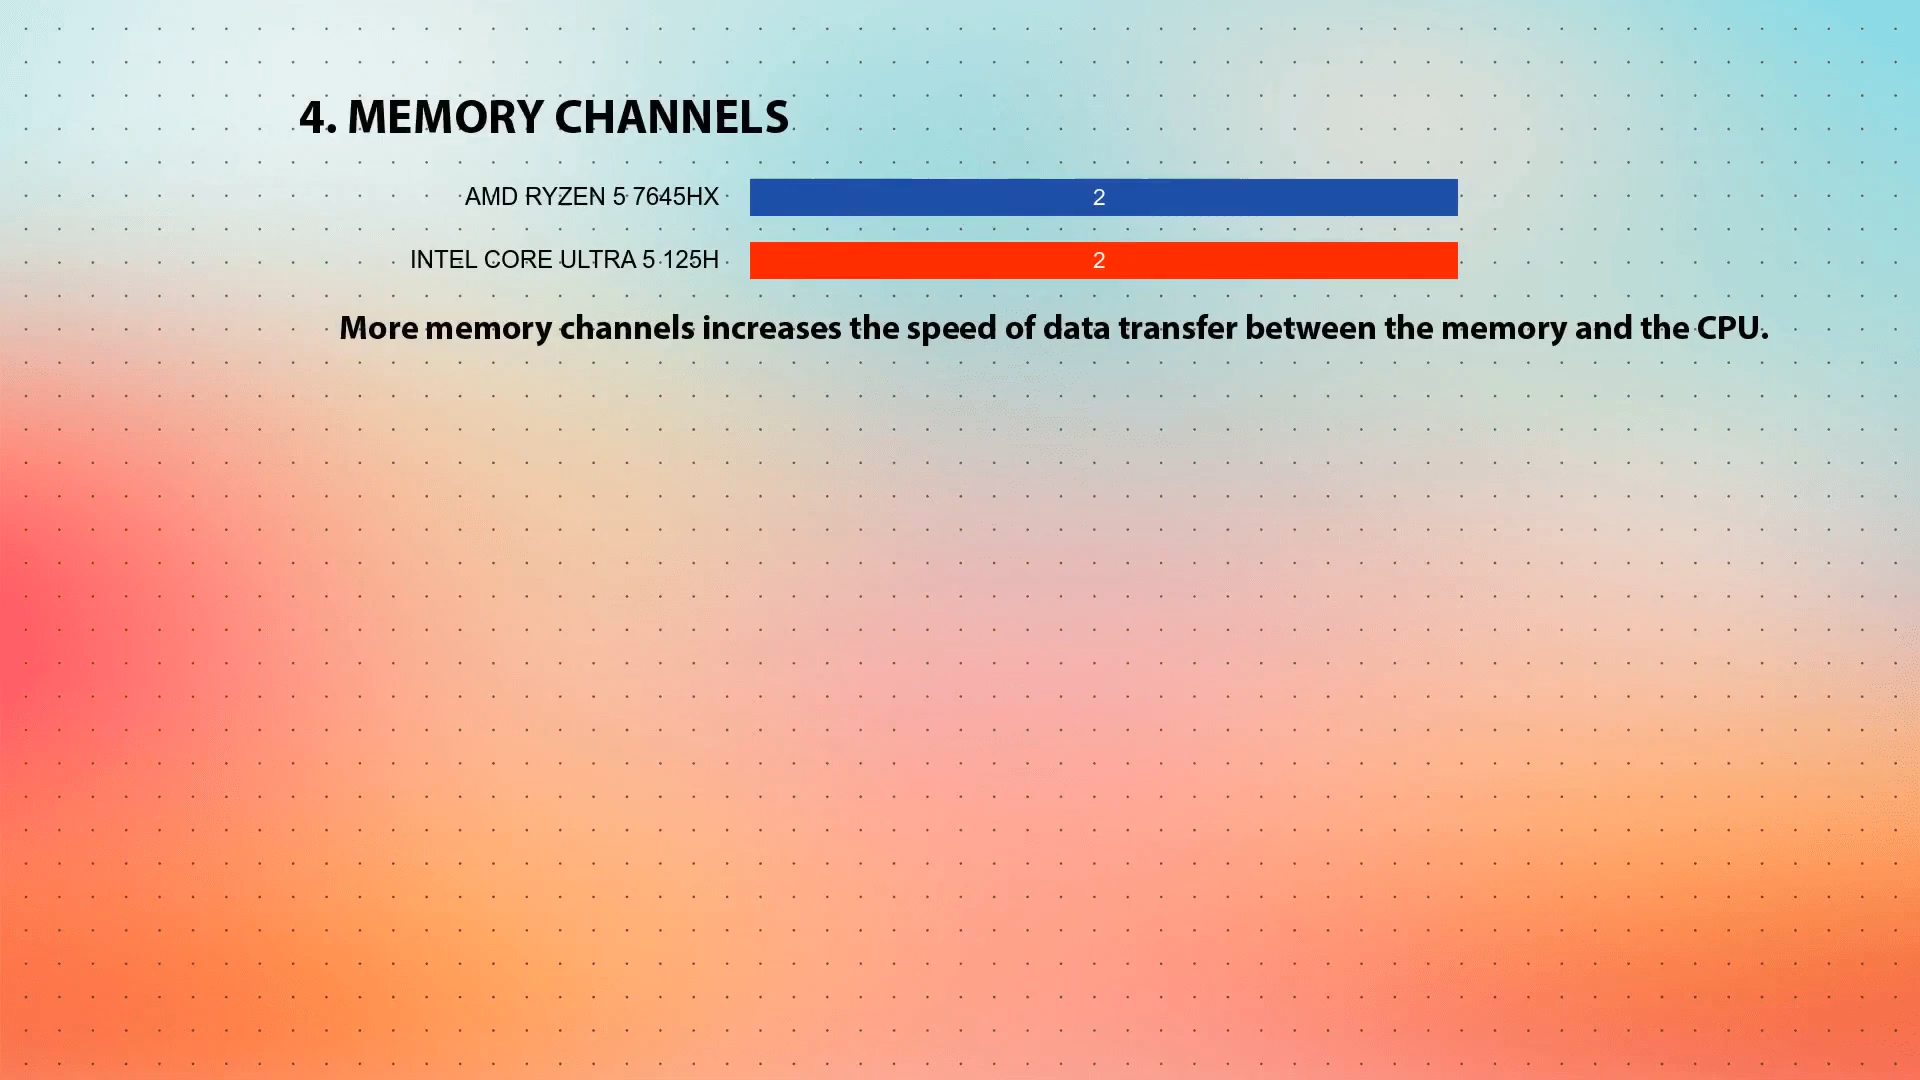 4. MEMORY CHANNELS
AMD RYZEN 5 7645HX 2
INTEL CORE ULTRA 5 125H 2
More memory channels increases the speed of data transfer between the memory and the CPU.